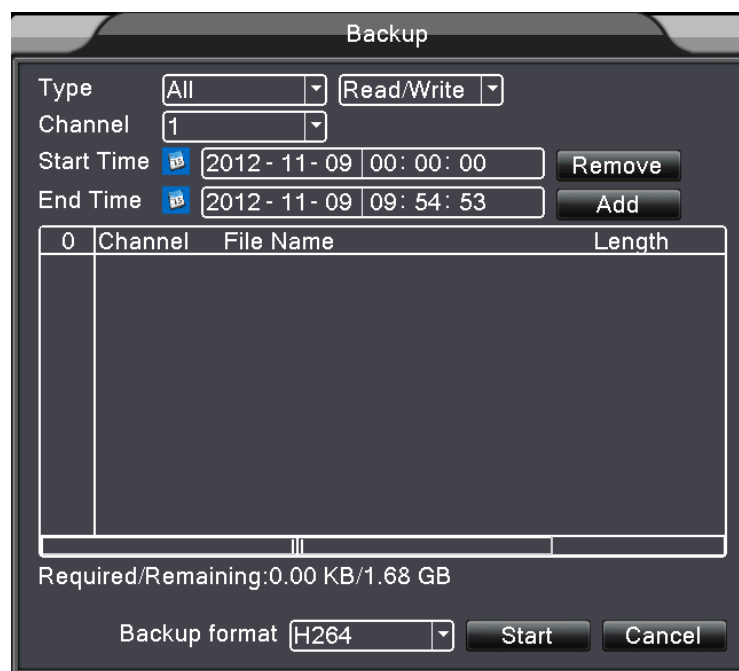 Backup
Type All Read/Write
Channel 1
Start Time 2012 - 11 - 09 00: 00: 00 Remove
End Time 2012 - 11 - 09 09: 54: 53 Add
0 Channel File Name Length
Required/Remaining:0.00 KB/1.68 GB
Backup format H264 Start Cancel